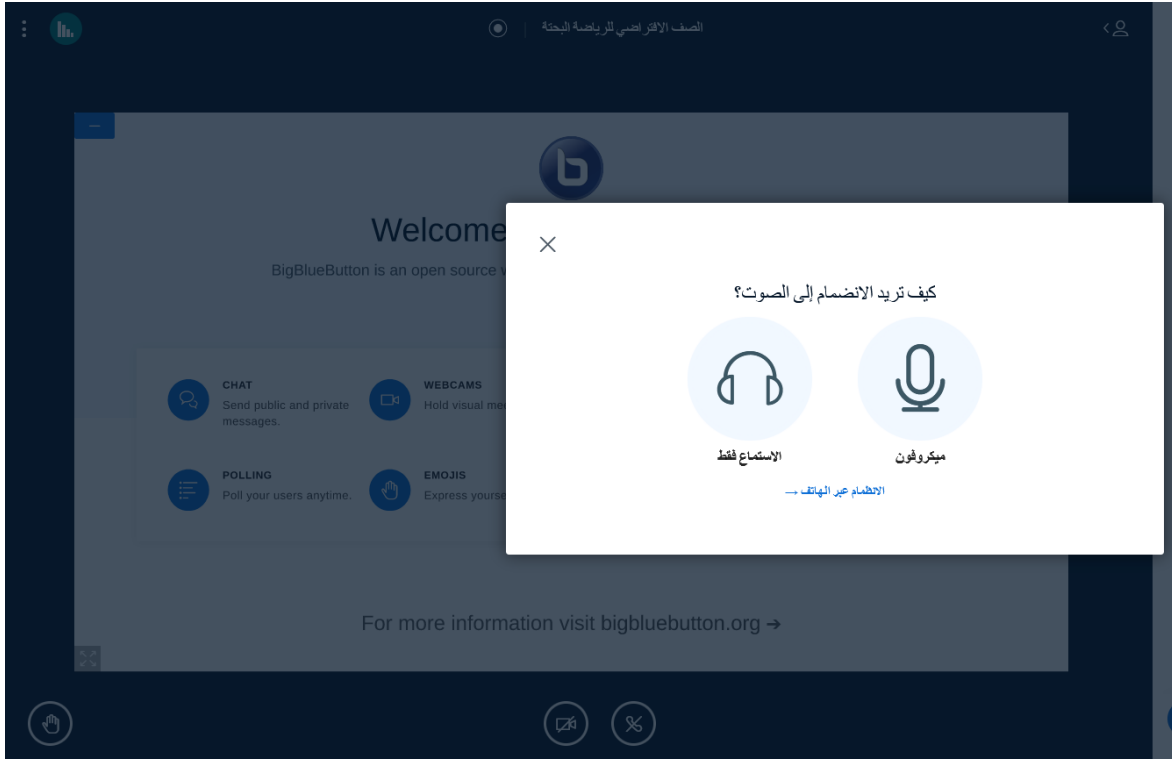 الصف الافتراضي للرياضة البحتة
Welcome
BigBlueButton is an open source
كيف تريد الانضمام إلى الصوت؟
ميكروفون
الاستماع فقط
الانظمام عبر الهاتف →
CHAT
Send public and private
messages.
WEBCAMS
Hold visual
POLLING
Poll your users anytime.
EMOJIS
Express
For more information visit bigbluebutton.org →